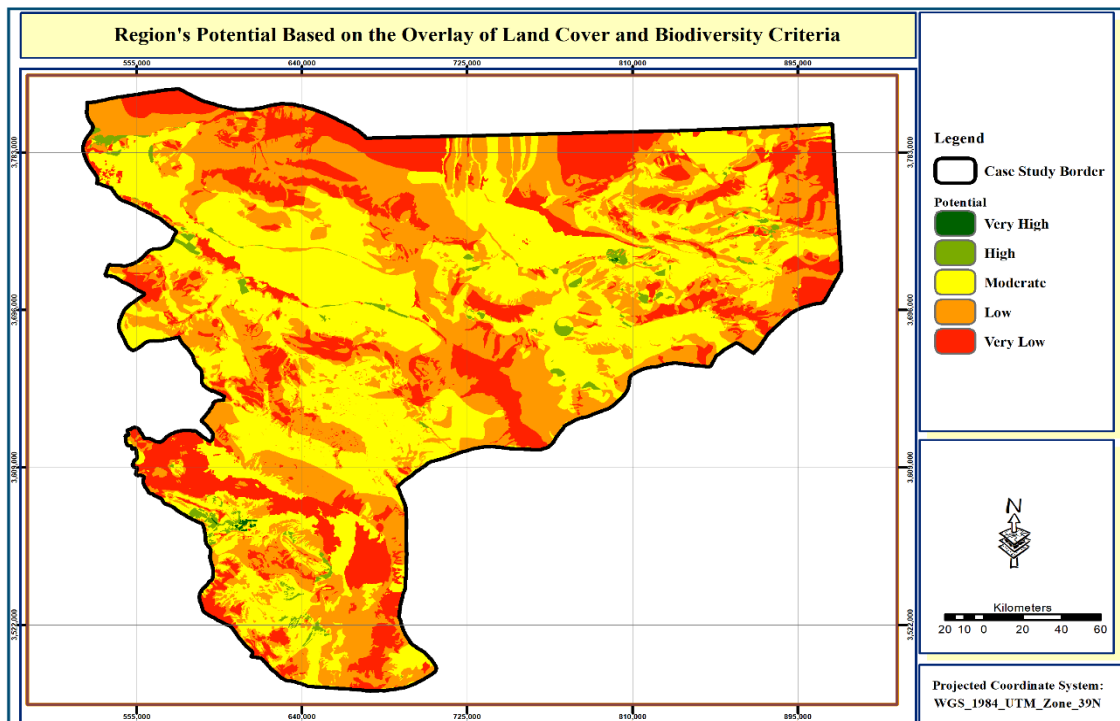 Region's Potential Based on the Overlay of Land Cover and Biodiversity Criteria
555,000 640,000 725,000 810,000 895,000
3,783,000 3,783,000
3,696,000 3,696,000
3,609,000 3,609,000
3,522,000 3,522,000
555,000 640,000 725,000 810,000 895,000
Legend
Case Study Border
Potential
Very High
High
Moderate
Low
Very Low
N
Kilometers
20 10 0 20 40 60
Projected Coordinate System:
WGS_1984_UTM_Zone_39N